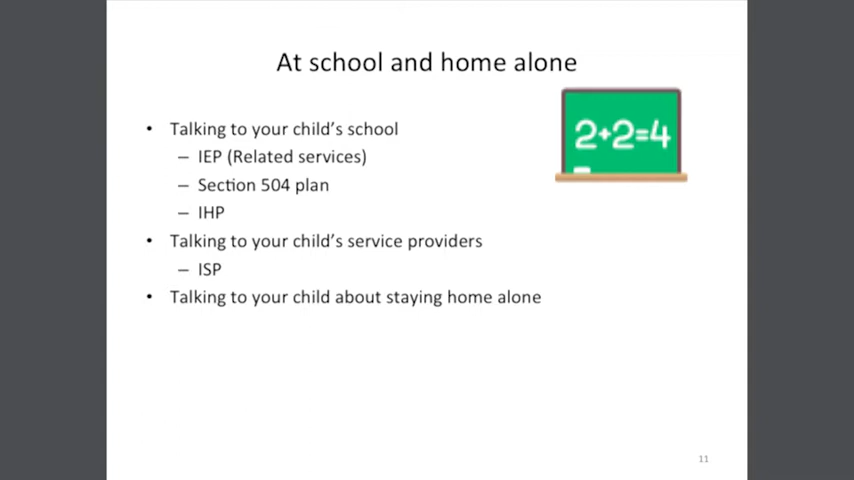 At school and home alone
2+2=4
• Talking to your child's school
– IEP (Related services)
– Section 504 plan
– IHP
• Talking to your child's service providers
– ISP
• Talking to your child about staying home alone
11